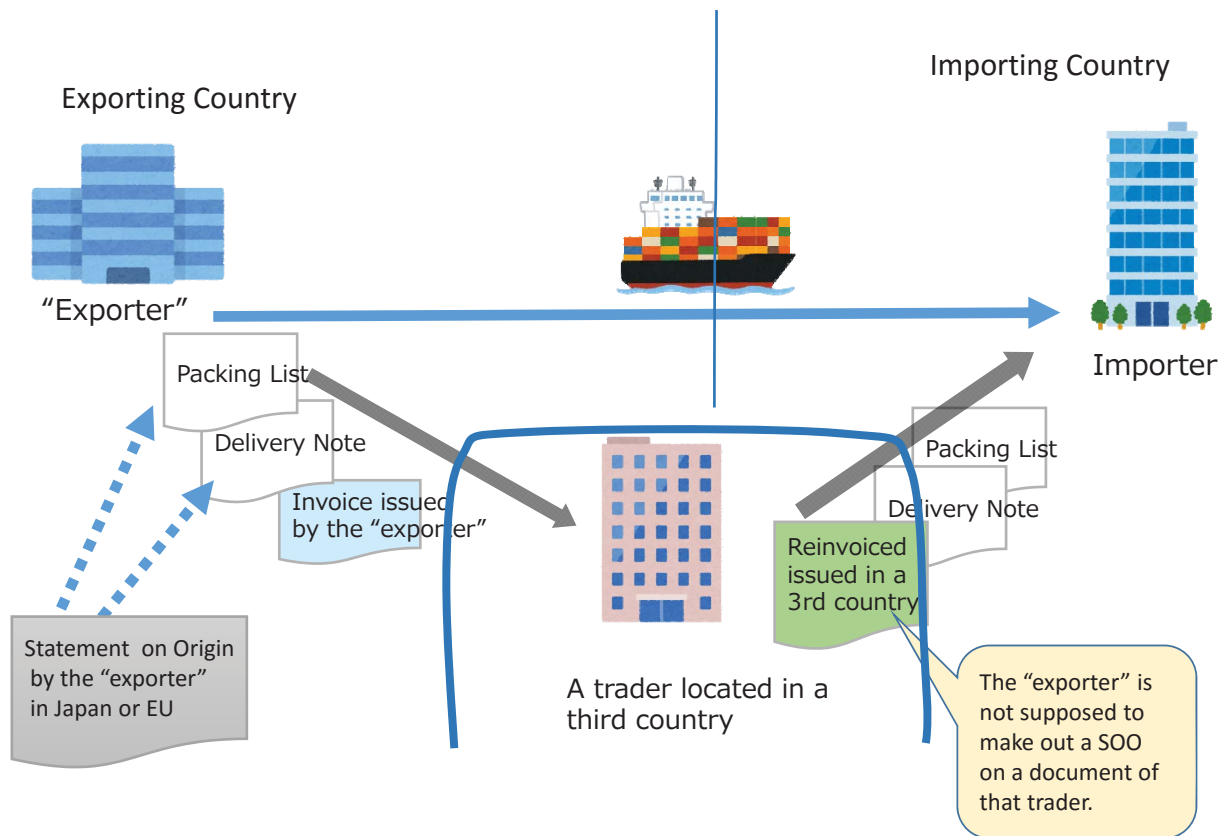 Exporting Country
Importing Country
“Exporter”
Importer
Packing List
Delivery Note
Invoice issued
by the “exporter”
Statement  on Origin
by the “exporter”
in Japan or EU
A trader located in a
third country
Packing List
Delivery Note
Reinvoiced
issued in a
3rd country
The “exporter” is
not supposed to
make out a SOO
on a document of
that trader.